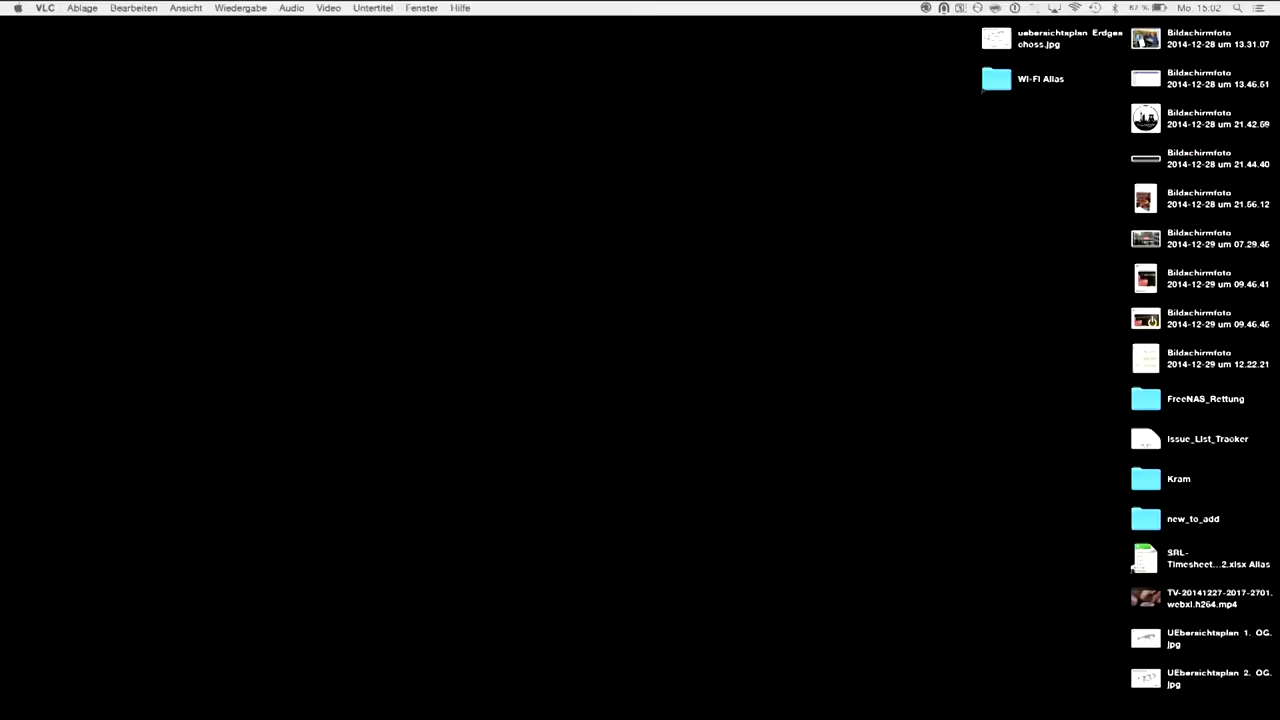 VLC Ablage Bearbeiten Ansicht Wiedergabe Audio Video Untertitel Fenster Hilfe 67 % Mo. 15:02
uebersichtsplan Erdges
choss.jpg
Wi-Fi Alias
Bildschirmfoto
2014-12-28 um 13.31.07
Bildschirmfoto
2014-12-28 um 13.46.51
Bildschirmfoto
2014-12-28 um 21.42.59
Bildschirmfoto
2014-12-28 um 21.44.40
Bildschirmfoto
2014-12-28 um 21.56.12
Bildschirmfoto
2014-12-29 um 07.29.45
Bildschirmfoto
2014-12-29 um 09.46.41
Bildschirmfoto
2014-12-29 um 09.46.45
Bildschirmfoto
2014-12-29 um 12.22.21
FreeNAS_Rettung
Issue_List_Tracker
Kram
new_to_add
SRL-
Timesheet...2.xlsx Alias
TV-20141227-2017-2701.
webxl.h264.mp4
UEbersichtsplan 1. OG.
jpg
UEbersichtsplan 2. OG.
jpg